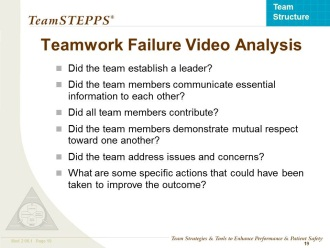 Team
Structure
TeamSTEPPS®
Teamwork Failure Video Analysis
Did the team establish a leader?
Did the team members communicate essential
information to each other?
Did all team members contribute?
Did the team members demonstrate mutual respect
toward one another?
Did the team address issues and concerns?
What are some specific actions that could have been
taken to improve the outcome?
Team Strategies & Tools to Enhance Performance & Patient Safety